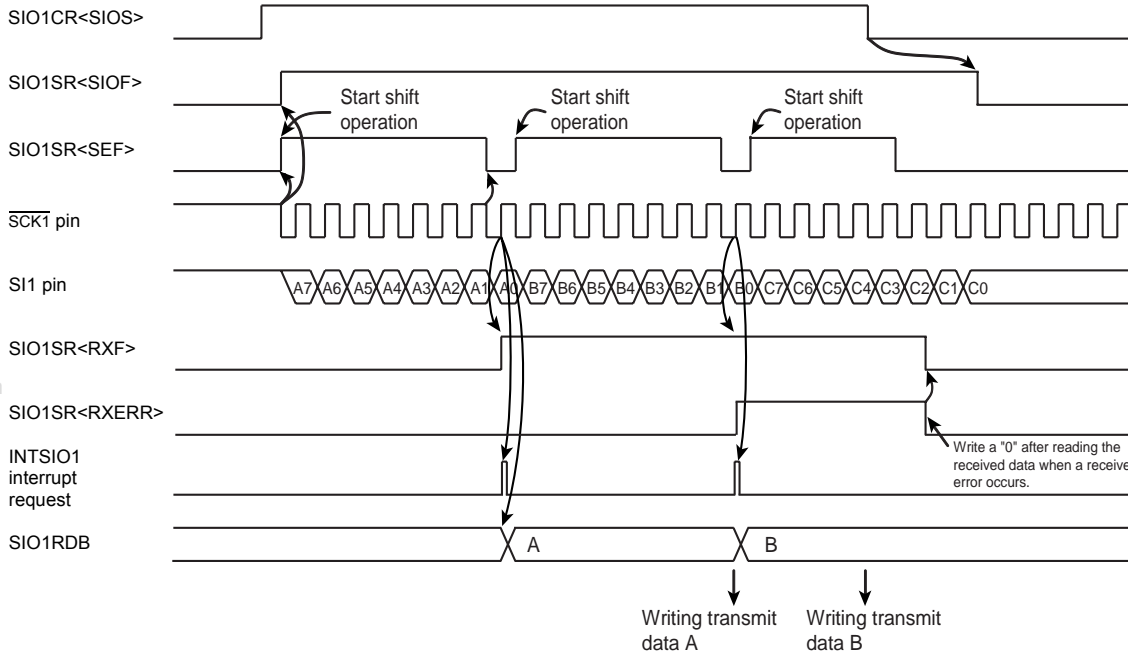 SIO1CR<SIOS>
SIO1SR<SIOF>
Start shift
operation
Start shift
operation
Start shift
operation
SIO1SR<SEF>
SCK1 pin
SI1 pin
A7 A6 A5 A4 A3 A2 A1 A0 B7 B6 B5 B4 B3 B2 B1 B0 C7 C6 C5 C4 C3 C2 C1 C0
SIO1SR<RXF>
SIO1SR<RXERR>
Write a "0" after reading the
received data when a receive
error occurs.
INTSIO1
interrupt
request
SIO1RDB
A
B
Writing transmit
data A
Writing transmit
data B